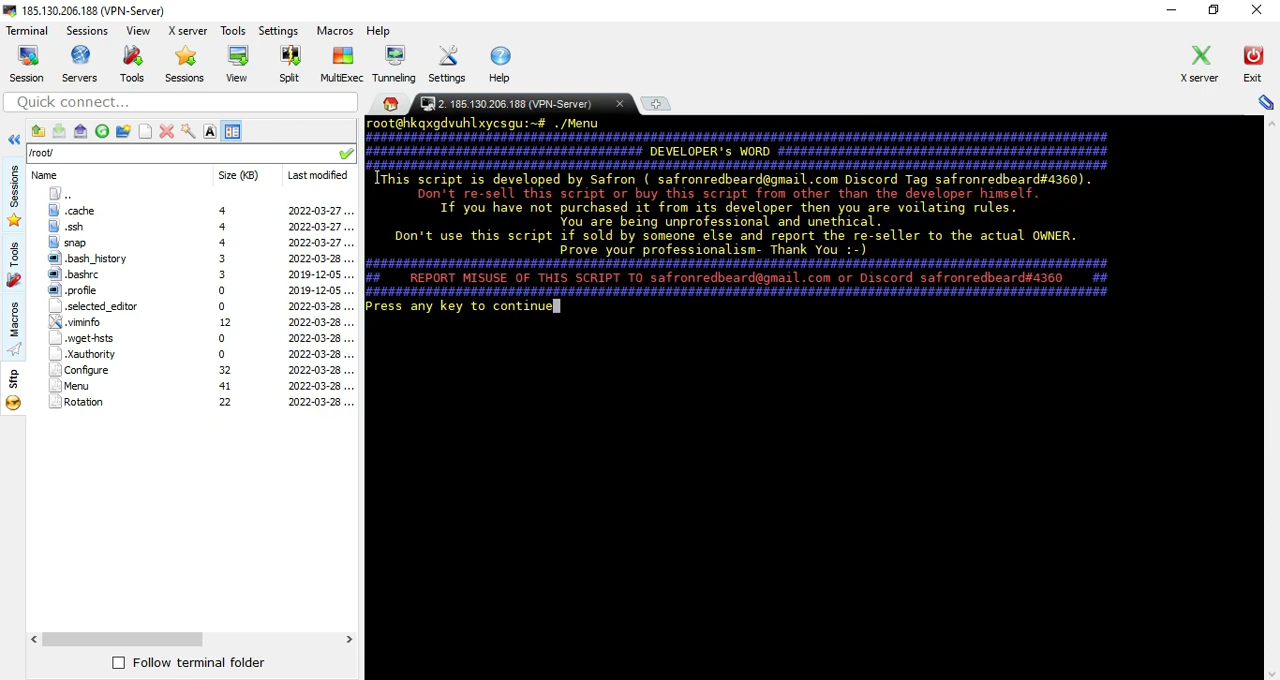 185.130.206.188 (VPN-Server)
Terminal Sessions View X server Tools Settings Macros Help
Session Servers Tools Sessions View Split MultiExec Tunneling Settings Help X server Exit
Quick connect...
2. 185.130.206.188 (VPN-Server)
/root/
Name Size (KB) Last modified
..
.cache 4 2022-03-27 ...
.ssh 4 2022-03-27 ...
snap 4 2022-03-27 ...
.bash_history 3 2022-03-28 ...
.bashrc 3 2019-12-05 ...
.profile 0 2019-12-05 ...
.selected_editor 0 2022-03-28 ...
.viminfo 12 2022-03-28 ...
.wget-hsts 0 2022-03-28 ...
.Xauthority 0 2022-03-28 ...
Configure 32 2022-03-28 ...
Menu 41 2022-03-28 ...
Rotation 22 2022-03-28 ...
Follow terminal folder
Sessions
Tools
Macros
Sftp
root@hkqxgdvuhlxycsgu:~# ./Menu
###################################################################################################
##################################### DEVELOPER's WORD ############################################
###################################################################################################
This script is developed by Safron ( safronredbeard@gmail.com Discord Tag safronredbeard#4360).
Don't re-sell this script or buy this script from other than the developer himself.
If you have not purchased it from its developer then you are voilating rules.
You are being unprofessional and unethical.
Don't use this script if sold by someone else and report the re-seller to the actual OWNER.
Prove your professionalism- Thank You :-)
###################################################################################################
## REPORT MISUSE OF THIS SCRIPT TO safronredbeard@gmail.com or Discord safronredbeard#4360 ##
###################################################################################################
Press any key to continue